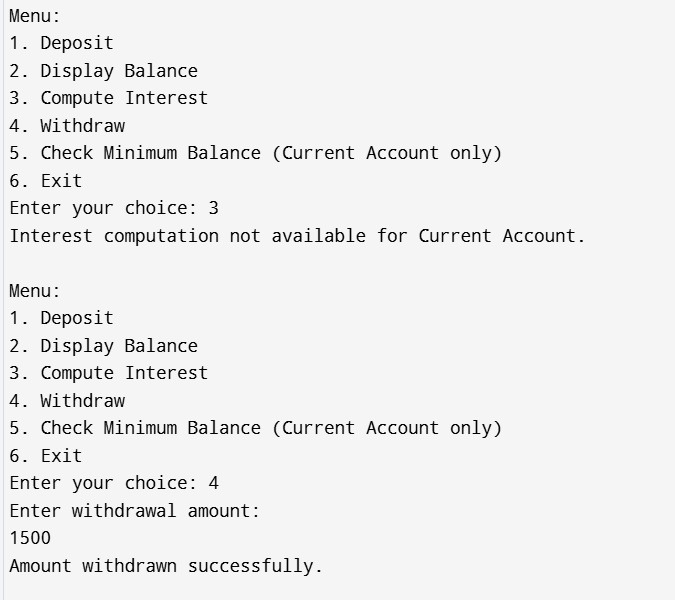 Menu:
1. Deposit
2. Display Balance
3. Compute Interest
4. Withdraw
5. Check Minimum Balance (Current Account only)
6. Exit
Enter your choice: 3
Interest computation not available for Current Account.

Menu:
1. Deposit
2. Display Balance
3. Compute Interest
4. Withdraw
5. Check Minimum Balance (Current Account only)
6. Exit
Enter your choice: 4
Enter withdrawal amount:
1500
Amount withdrawn successfully.